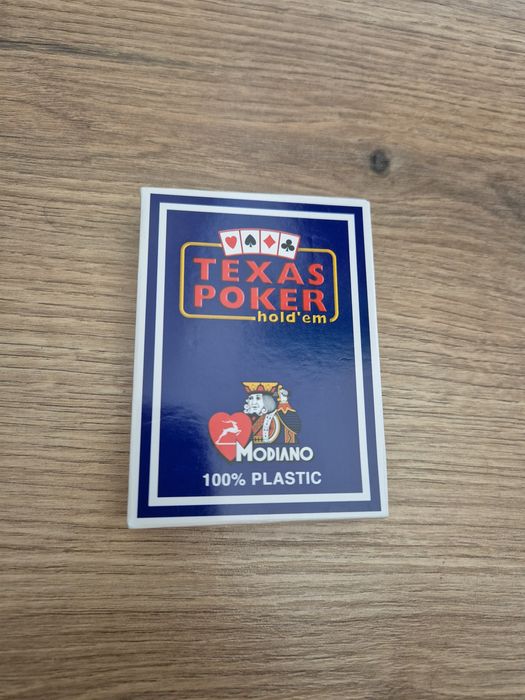 TEXAS
POKER
hold'em
MODIANO
100% PLASTIC